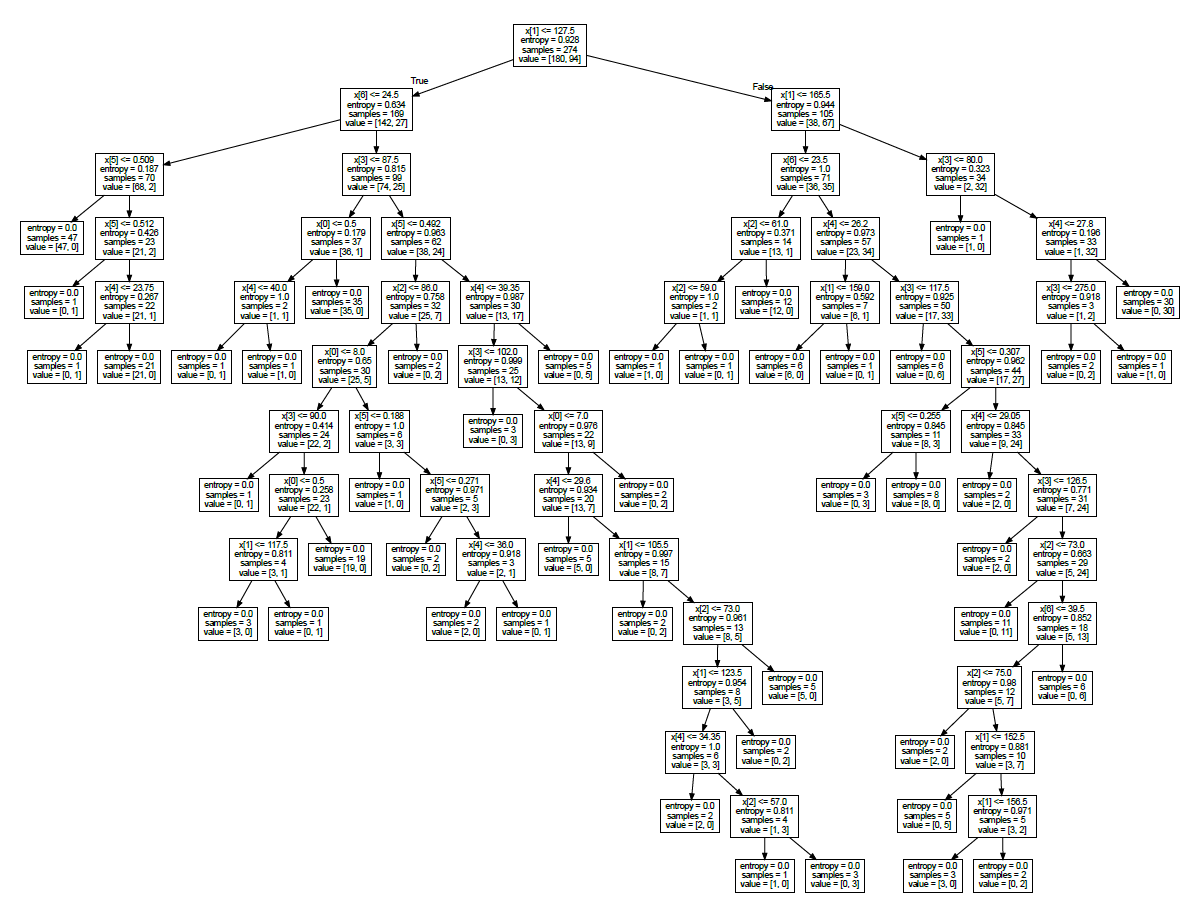 x[1] <= 127.5
entropy = 0.928
samples = 274
value = [180, 94]
True
False
x[6] <= 24.5
entropy = 0.634
samples = 169
value = [142, 27]
x[1] <= 165.5
entropy = 0.944
samples = 105
value = [38, 67]
x[5] <= 0.509
entropy = 0.187
samples = 70
value = [68, 2]
x[3] <= 87.5
entropy = 0.815
samples = 99
value = [74, 25]
x[6] <= 23.5
entropy = 1.0
samples = 71
value = [36, 35]
x[3] <= 80.0
entropy = 0.323
samples = 34
value = [2, 32]
entropy = 0.0
samples = 47
value = [47, 0]
x[5] <= 0.512
entropy = 0.426
samples = 23
value = [21, 2]
x[0] <= 0.5
entropy = 0.179
samples = 37
value = [36, 1]
x[5] <= 0.492
entropy = 0.963
samples = 62
value = [38, 24]
x[2] <= 61.0
entropy = 0.371
samples = 14
value = [13, 1]
x[4] <= 26.2
entropy = 0.973
samples = 57
value = [23, 34]
entropy = 0.0
samples = 1
value = [1, 0]
x[4] <= 27.8
entropy = 0.196
samples = 33
value = [1, 32]
entropy = 0.0
samples = 1
value = [0, 1]
x[4] <= 23.75
entropy = 0.267
samples = 22
value = [21, 1]
x[4] <= 40.0
entropy = 1.0
samples = 2
value = [1, 1]
entropy = 0.0
samples = 35
value = [35, 0]
x[2] <= 86.0
entropy = 0.758
samples = 32
value = [25, 7]
x[4] <= 39.35
entropy = 0.987
samples = 30
value = [13, 17]
x[2] <= 59.0
entropy = 1.0
samples = 2
value = [1, 1]
entropy = 0.0
samples = 12
value = [12, 0]
x[1] <= 159.0
entropy = 0.592
samples = 7
value = [6, 1]
x[3] <= 117.5
entropy = 0.925
samples = 50
value = [17, 33]
x[3] <= 275.0
entropy = 0.918
samples = 3
value = [1, 2]
entropy = 0.0
samples = 30
value = [0, 30]
entropy = 0.0
samples = 1
value = [0, 1]
entropy = 0.0
samples = 21
value = [21, 0]
entropy = 0.0
samples = 1
value = [0, 1]
entropy = 0.0
samples = 1
value = [1, 0]
x[0] <= 8.0
entropy = 0.65
samples = 30
value = [25, 5]
entropy = 0.0
samples = 2
value = [0, 2]
x[3] <= 102.0
entropy = 0.999
samples = 25
value = [13, 12]
entropy = 0.0
samples = 5
value = [0, 5]
entropy = 0.0
samples = 1
value = [1, 0]
entropy = 0.0
samples = 1
value = [0, 1]
entropy = 0.0
samples = 6
value = [6, 0]
entropy = 0.0
samples = 1
value = [0, 1]
entropy = 0.0
samples = 6
value = [0, 6]
x[5] <= 0.307
entropy = 0.962
samples = 44
value = [17, 27]
entropy = 0.0
samples = 2
value = [0, 2]
entropy = 0.0
samples = 1
value = [1, 0]
x[3] <= 90.0
entropy = 0.414
samples = 24
value = [22, 2]
x[5] <= 0.188
entropy = 1.0
samples = 6
value = [3, 3]
entropy = 0.0
samples = 3
value = [0, 3]
x[0] <= 7.0
entropy = 0.976
samples = 22
value = [13, 9]
x[5] <= 0.255
entropy = 0.845
samples = 11
value = [8, 3]
x[4] <= 29.05
entropy = 0.845
samples = 33
value = [9, 24]
entropy = 0.0
samples = 1
value = [0, 1]
x[0] <= 0.5
entropy = 0.258
samples = 23
value = [22, 1]
entropy = 0.0
samples = 1
value = [1, 0]
x[5] <= 0.271
entropy = 0.971
samples = 5
value = [2, 3]
x[4] <= 29.6
entropy = 0.934
samples = 20
value = [13, 7]
entropy = 0.0
samples = 2
value = [0, 2]
entropy = 0.0
samples = 3
value = [0, 3]
entropy = 0.0
samples = 8
value = [8, 0]
entropy = 0.0
samples = 2
value = [2, 0]
x[3] <= 126.5
entropy = 0.771
samples = 31
value = [7, 24]
x[1] <= 117.5
entropy = 0.811
samples = 4
value = [3, 1]
entropy = 0.0
samples = 19
value = [19, 0]
entropy = 0.0
samples = 2
value = [0, 2]
x[4] <= 36.0
entropy = 0.918
samples = 3
value = [2, 1]
entropy = 0.0
samples = 5
value = [5, 0]
x[1] <= 105.5
entropy = 0.997
samples = 15
value = [8, 7]
entropy = 0.0
samples = 2
value = [2, 0]
x[2] <= 73.0
entropy = 0.663
samples = 29
value = [5, 24]
entropy = 0.0
samples = 3
value = [3, 0]
entropy = 0.0
samples = 1
value = [0, 1]
entropy = 0.0
samples = 2
value = [2, 0]
entropy = 0.0
samples = 1
value = [0, 1]
entropy = 0.0
samples = 2
value = [0, 2]
x[2] <= 73.0
entropy = 0.961
samples = 13
value = [8, 5]
entropy = 0.0
samples = 11
value = [0, 11]
x[6] <= 39.5
entropy = 0.852
samples = 18
value = [5, 13]
x[1] <= 123.5
entropy = 0.954
samples = 8
value = [3, 5]
entropy = 0.0
samples = 5
value = [5, 0]
x[2] <= 75.0
entropy = 0.98
samples = 12
value = [5, 7]
entropy = 0.0
samples = 6
value = [0, 6]
x[4] <= 34.35
entropy = 1.0
samples = 6
value = [3, 3]
entropy = 0.0
samples = 2
value = [0, 2]
entropy = 0.0
samples = 2
value = [2, 0]
x[1] <= 152.5
entropy = 0.881
samples = 10
value = [3, 7]
entropy = 0.0
samples = 2
value = [2, 0]
x[2] <= 57.0
entropy = 0.811
samples = 4
value = [1, 3]
entropy = 0.0
samples = 5
value = [0, 5]
x[1] <= 156.5
entropy = 0.971
samples = 5
value = [3, 2]
entropy = 0.0
samples = 1
value = [1, 0]
entropy = 0.0
samples = 3
value = [0, 3]
entropy = 0.0
samples = 3
value = [3, 0]
entropy = 0.0
samples = 2
value = [0, 2]